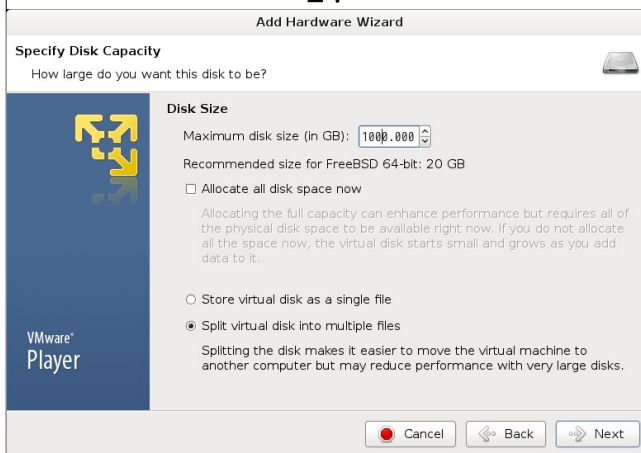 Add Hardware Wizard
Specify Disk Capacity
How large do you want this disk to be?
Disk Size
Maximum disk size (in GB): 1000.000
Recommended size for FreeBSD 64-bit: 20 GB
Allocate all disk space now
Allocating the full capacity can enhance performance but requires all of
the physical disk space to be available right now. If you do not allocate
all the space now, the virtual disk starts small and grows as you add
data to it.
Store virtual disk as a single file
Split virtual disk into multiple files
Splitting the disk makes it easier to move the virtual machine to
another computer but may reduce performance with very large disks.
VMware®
Player
Cancel Back Next